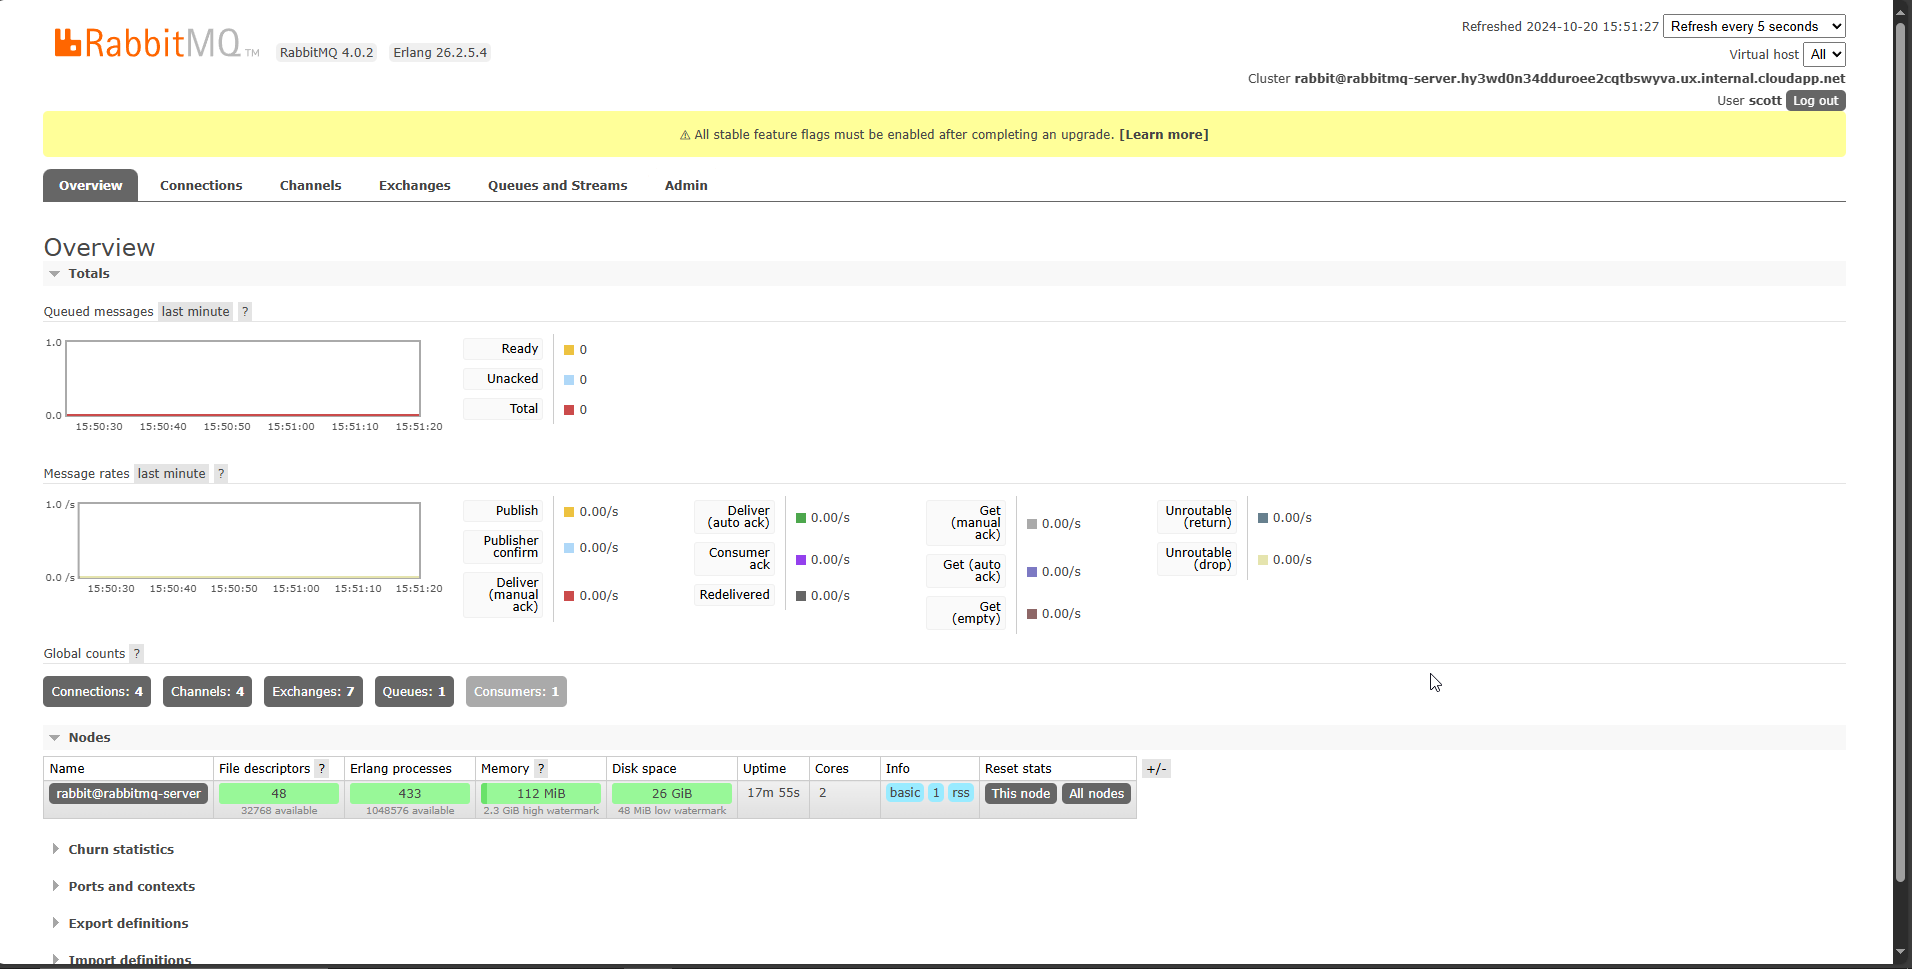 RabbitMQ TM RabbitMQ 4.0.2 Erlang 26.2.5.4
Refreshed 2024-10-20 15:51:27 Refresh every 5 seconds
Virtual host All
Cluster rabbit@rabbitmq-server.hy3wd0n34dduroee2cqtbswyva.ux.internal.cloudapp.net
User scott Log out
⚠ All stable feature flags must be enabled after completing an upgrade. [Learn more]
Overview Connections Channels Exchanges Queues and Streams Admin
Overview
Totals
Queued messages last minute ?
1.0
0.0
15:50:30 15:50:40 15:50:50 15:51:00 15:51:10 15:51:20
Ready 0
Unacked 0
Total 0
Message rates last minute ?
1.0 /s
0.0 /s
15:50:30 15:50:40 15:50:50 15:51:00 15:51:10 15:51:20
Publish 0.00/s
Publisher
confirm 0.00/s
Deliver
(manual
ack) 0.00/s
Deliver
(auto ack) 0.00/s
Consumer
ack 0.00/s
Redelivered 0.00/s
Get
(manual
ack) 0.00/s
Get (auto
ack) 0.00/s
Get
(empty) 0.00/s
Unroutable
(return) 0.00/s
Unroutable
(drop) 0.00/s
Global counts ?
Connections: 4 Channels: 4 Exchanges: 7 Queues: 1 Consumers: 1
Nodes
Name File descriptors ? Erlang processes Memory ? Disk space Uptime Cores Info Reset stats +/-
rabbit@rabbitmq-server 48 433 112 MiB 26 GiB 17m 55s 2 basic 1 rss This node All nodes
32768 available 1048576 available 2.3 GiB high watermark 48 MiB low watermark
Churn statistics
Ports and contexts
Export definitions
Import definitions